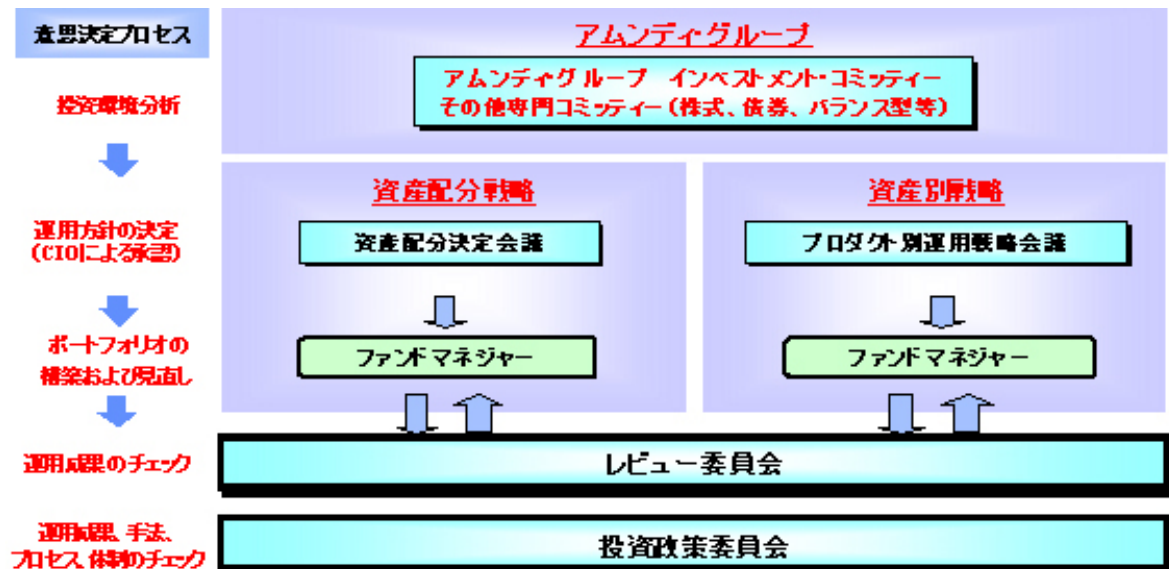 意思決定プロセス
アムンディ・グループ
アムンディ・グループ インベストメント・コミッティー
その他専門コミッティー（株式、債券、バランス型等）
投資環境分析
資産配分戦略
資産別戦略
運用方針の決定
(CIOによる承認)
資産配分決定会議
プロダクト別運用戦略会議
ポートフォリオの
構築および見直し
ファンドマネジャー
ファンドマネジャー
運用成果のチェック
レビュー委員会
運用成果、手法、
プロセス、体制のチェック
投資政策委員会